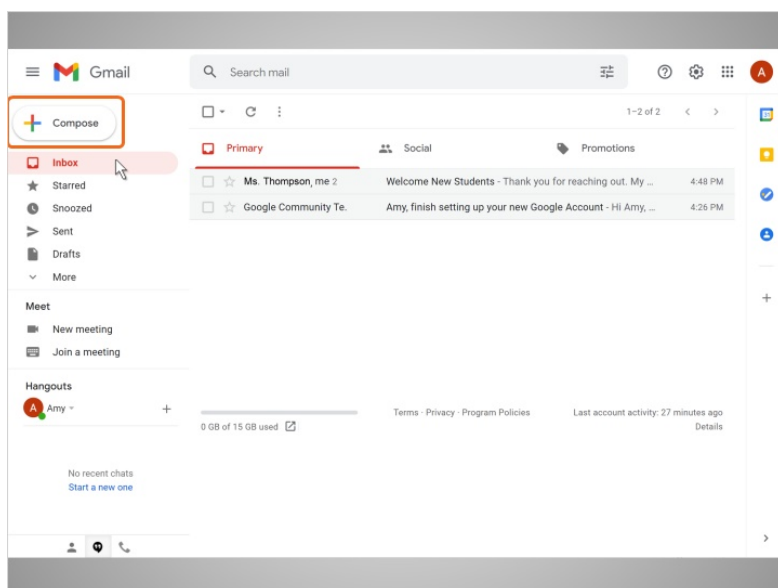 Gmail
Search mail
A
Compose
1–2 of 2
Primary
Social
Promotions
Inbox
Ms. Thompson, me 2 Welcome New Students - Thank you for reaching out. My ... 4:48 PM
Starred
Google Community Te. Amy, finish setting up your new Google Account - Hi Amy, ... 4:26 PM
Snoozed
Sent
Drafts
More
Meet
New meeting
Join a meeting
Hangouts
A Amy
0 GB of 15 GB used
Terms · Privacy · Program Policies
Last account activity: 27 minutes ago
Details
No recent chats
Start a new one